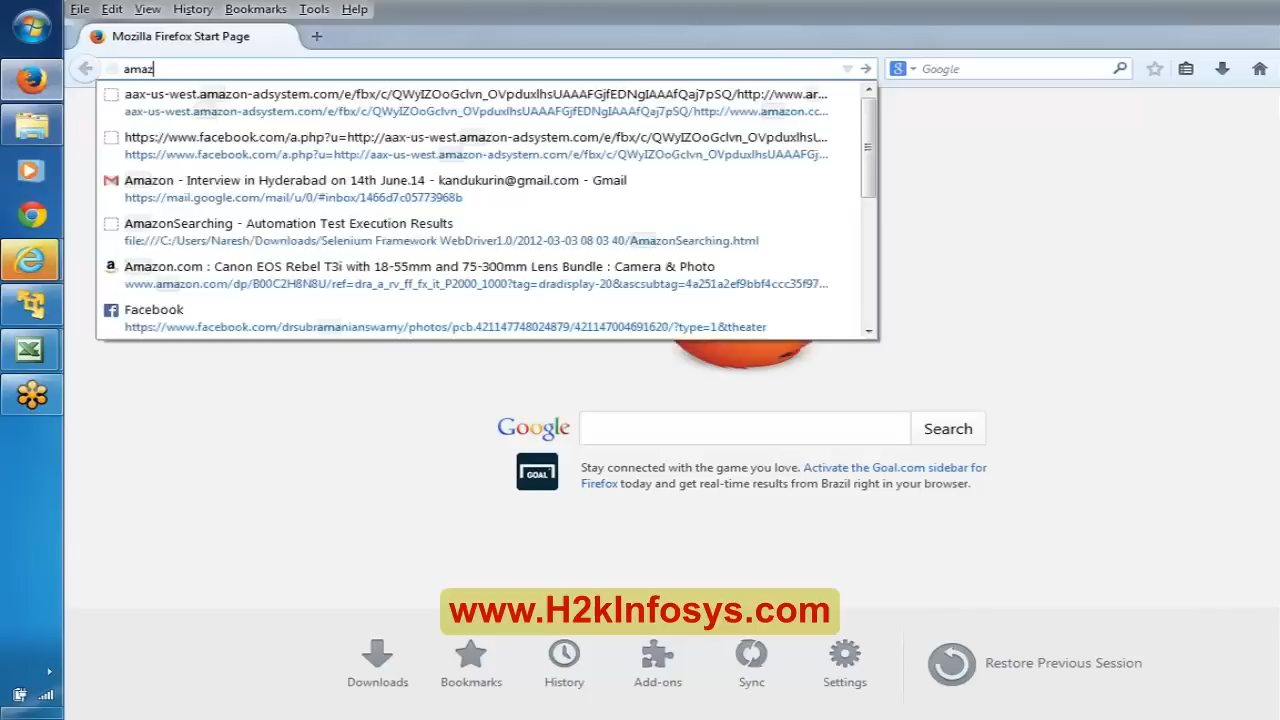 File Edit View History Bookmarks Tools Help
Mozilla Firefox Start Page
amaz
Google
aax-us-west.amazon-adsystem.com/e/fbx/c/QWyIZOoGclvn_OVpduxlhsUAAAFGjfEDNgIAAAfQaj7pSQ/http://www.ar...
aax-us-west.amazon-adsystem.com/e/fbx/c/QWyIZOoGclvn_OVpduxlhsUAAAFGjfEDNgIAAAfQaj7pSQ/http://www.amazon.cc...
https://www.facebook.com/a.php?u=http://aax-us-west.amazon-adsystem.com/e/fbx/c/QWyIZOoGclvn_OVpduxlhsU...
https://www.facebook.com/a.php?u=http://aax-us-west.amazon-adsystem.com/e/fbx/c/QWyIZOoGclvn_OVpduxlhsUAAAFGj...
Amazon - Interview in Hyderabad on 14th June.14 - kandukurin@gmail.com - Gmail
https://mail.google.com/mail/u/0/#inbox/1466d7c05773968b
AmazonSearching - Automation Test Execution Results
file:///C:/Users/Naresh/Downloads/Selenium Framework WebDriver1.0/2012-03-03 08 03 40/AmazonSearching.html
Amazon.com : Canon EOS Rebel T3i with 18-55mm and 75-300mm Lens Bundle : Camera & Photo
www.amazon.com/dp/B00C2H8N8U/ref=dra_a_rv_ff_fx_it_P2000_1000?tag=dradisplay-20&ascsubtag=4a251a2ef9bbf4ccc35f97...
Facebook
https://www.facebook.com/drsubramanianswamy/photos/pcb.421147748024879/421147004691620/?type=1&theater
Google
Search
GOAL
Stay connected with the game you love. Activate the Goal.com sidebar for
Firefox today and get real-time results from Brazil right in your browser.
www.H2kInfosys.com
Downloads Bookmarks History Add-ons Sync Settings
Restore Previous Session